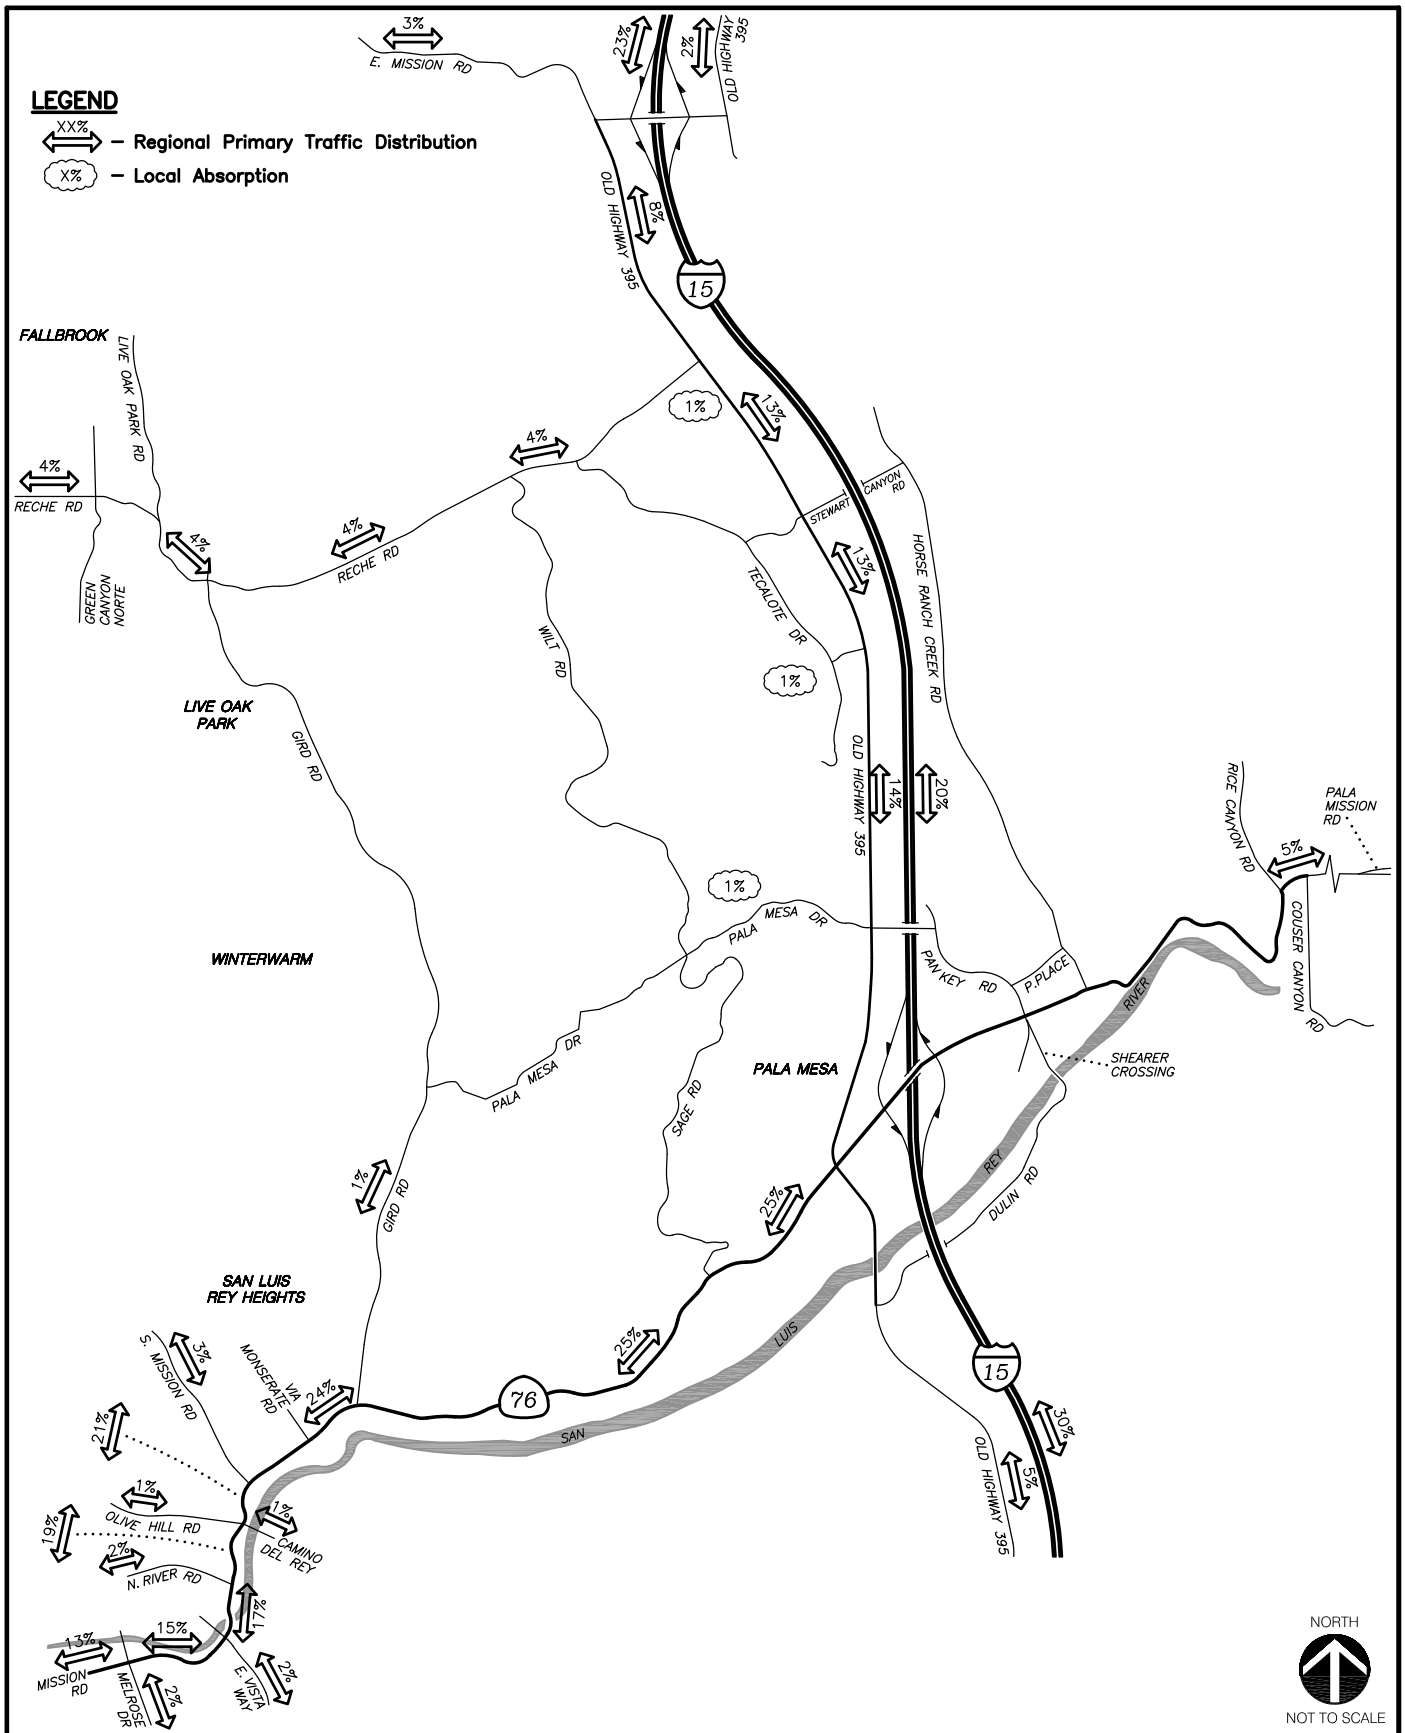 3%
E. MISSION RD
23%
2%
OLD HIGHWAY
395
LEGEND
XX%
– Regional Primary Traffic Distribution
X%
– Local Absorption
OLD HIGHWAY 395
8%
15
FALLBROOK
LIVE OAK PARK RD
1%
13%
4%
4%
RECHE RD
STEWART
CANYON
RD
4%
4%
RECHE RD
13%
GREEN
CANYON
NORTE
TECALOTE DR
HORSE RANCH CREEK RD
WILT RD
1%
LIVE OAK
PARK
GIRD RD
OLD HIGHWAY 395
14%
20%
RICE CANYON RD
PALA
MISSION
RD
5%
1%
PALA MESA DR
COUSER CANYON RD
WINTERWARM
PANKEY RD
P.PLACE
RIVER
PALA MESA DR
PALA MESA
SHEARER
CROSSING
SAGE RD
REY
DULIN RD
1%
GIRD RD
25%
SAN LUIS
REY HEIGHTS
S. MISSION RD
3%
VIA
MONSERATE
RD
25%
LUIS
24%
76
15
21%
SAN
30%
OLD HIGHWAY 395
5%
1%
OLIVE HILL RD
1%
CAMINO
DEL REY
19%
2%
N. RIVER RD
17%
15%
13%
MISSION
RD
MELROSE
DR
2%
E. VISTA
WAY
2%
NORTH
NOT TO SCALE